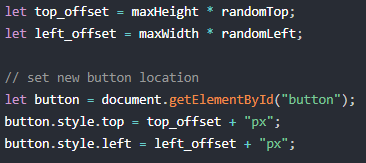 let top_offset = maxHeight * randomTop;
let left_offset = maxWidth * randomLeft;
// set new button location
let button = document.getElementById("button");
button.style.top = top_offset + "px";
button.style.left = left_offset + "px";